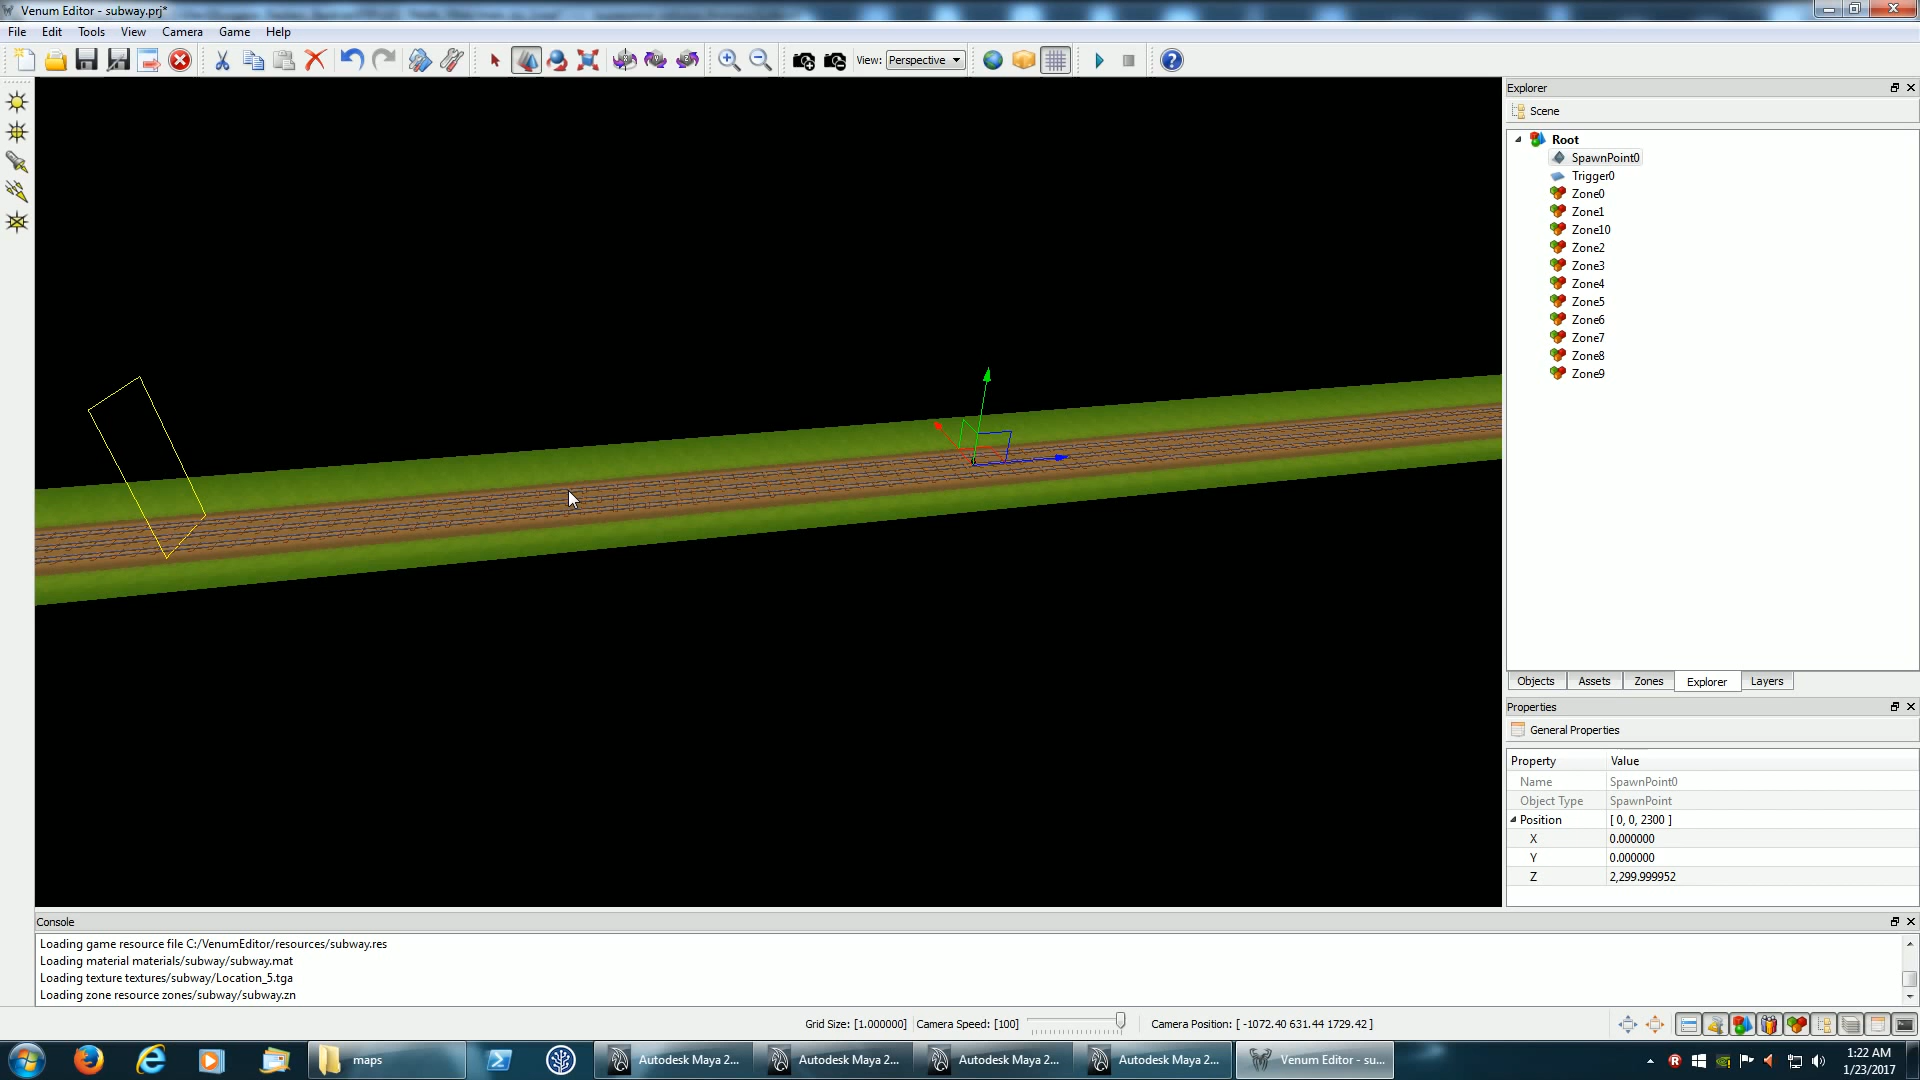 Venum Editor - subway.prj*
File Edit Tools View Camera Game Help
View: Perspective
Explorer
Scene
Root
SpawnPoint0
Trigger0
Zone0
Zone1
Zone10
Zone2
Zone3
Zone4
Zone5
Zone6
Zone7
Zone8
Zone9
Objects Assets Zones Explorer Layers
Properties
General Properties
Property Value
Name SpawnPoint0
Object Type SpawnPoint
Position [ 0, 0, 2300 ]
X 0.000000
Y 0.000000
Z 2,299.999952
Console
Loading game resource file C:/VenumEditor/resources/subway.res
Loading material materials/subway/subway.mat
Loading texture textures/subway/Location_5.tga
Loading zone resource zones/subway/subway.zn
Grid Size: [1.000000] Camera Speed: [100] Camera Position: [ -1072.40 631.44 1729.42 ]
maps Autodesk Maya 2... Autodesk Maya 2... Autodesk Maya 2... Autodesk Maya 2... Venum Editor - su... 1:22 AM
1/23/2017